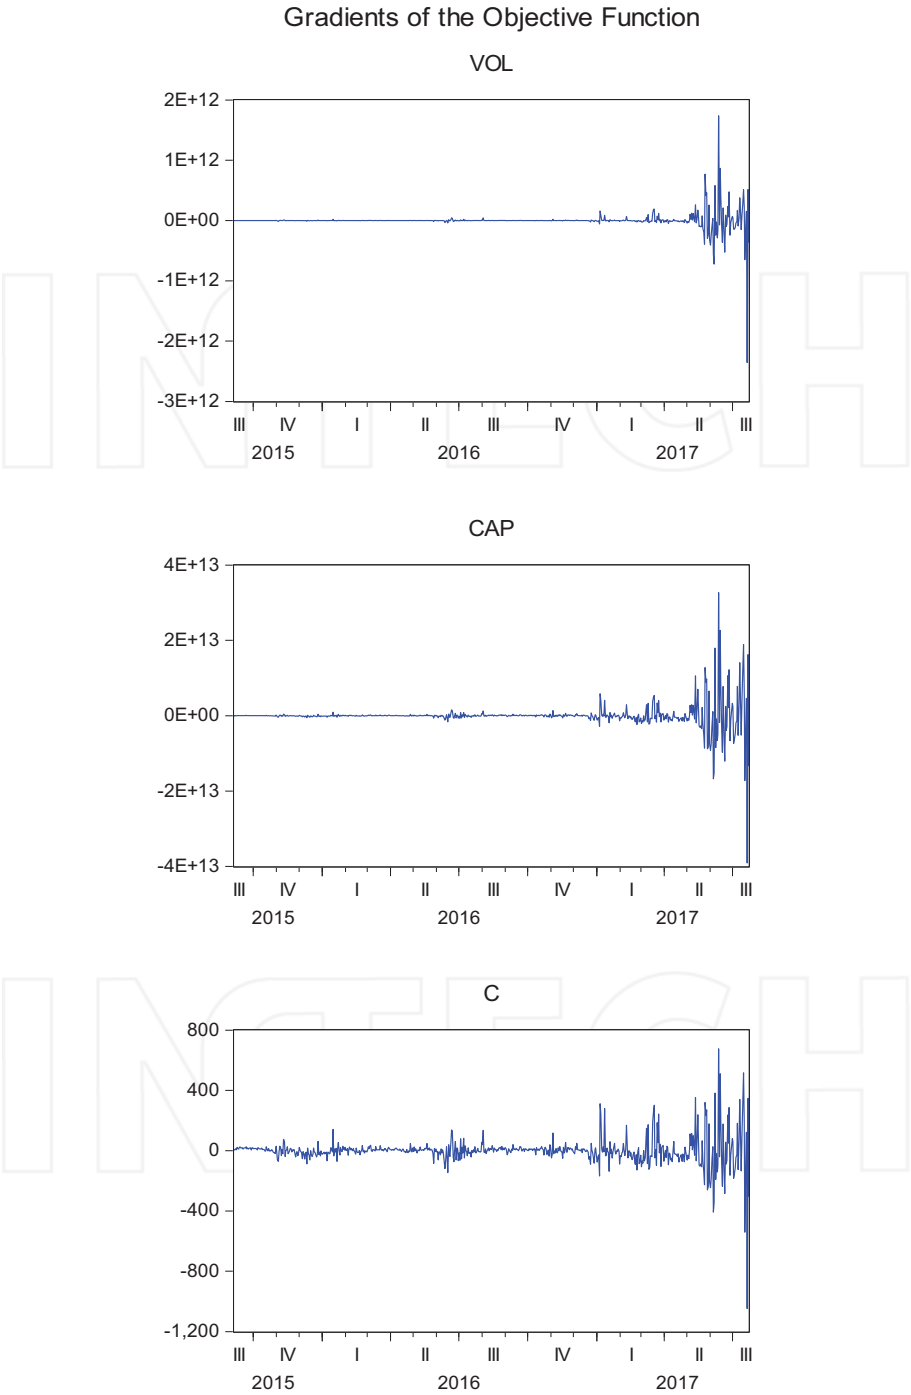 Gradients of the Objective Function
VOL
2E+12
1E+12
0E+00
-1E+12
-2E+12
-3E+12
III IV I II III IV I II III
2015 2016 2017
CAP
4E+13
2E+13
0E+00
-2E+13
-4E+13
III IV I II III IV I II III
2015 2016 2017
C
800
400
0
-400
-800
-1,200
III IV I II III IV I II III
2015 2016 2017
INTECH
INTECH